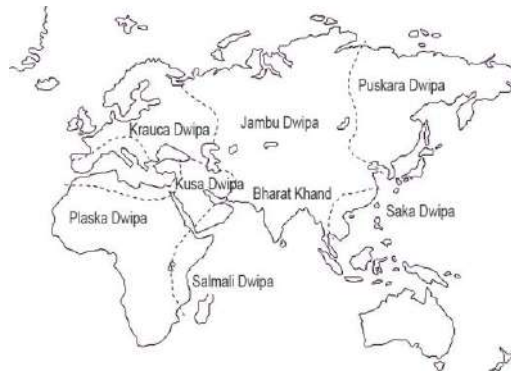 Puskara Dwipa
Krauca Dwipa
Jambu Dwipa
Kusa Dwipa
Bharat Khand
Plaska Dwipa
Saka Dwipa
Salmali Dwipa